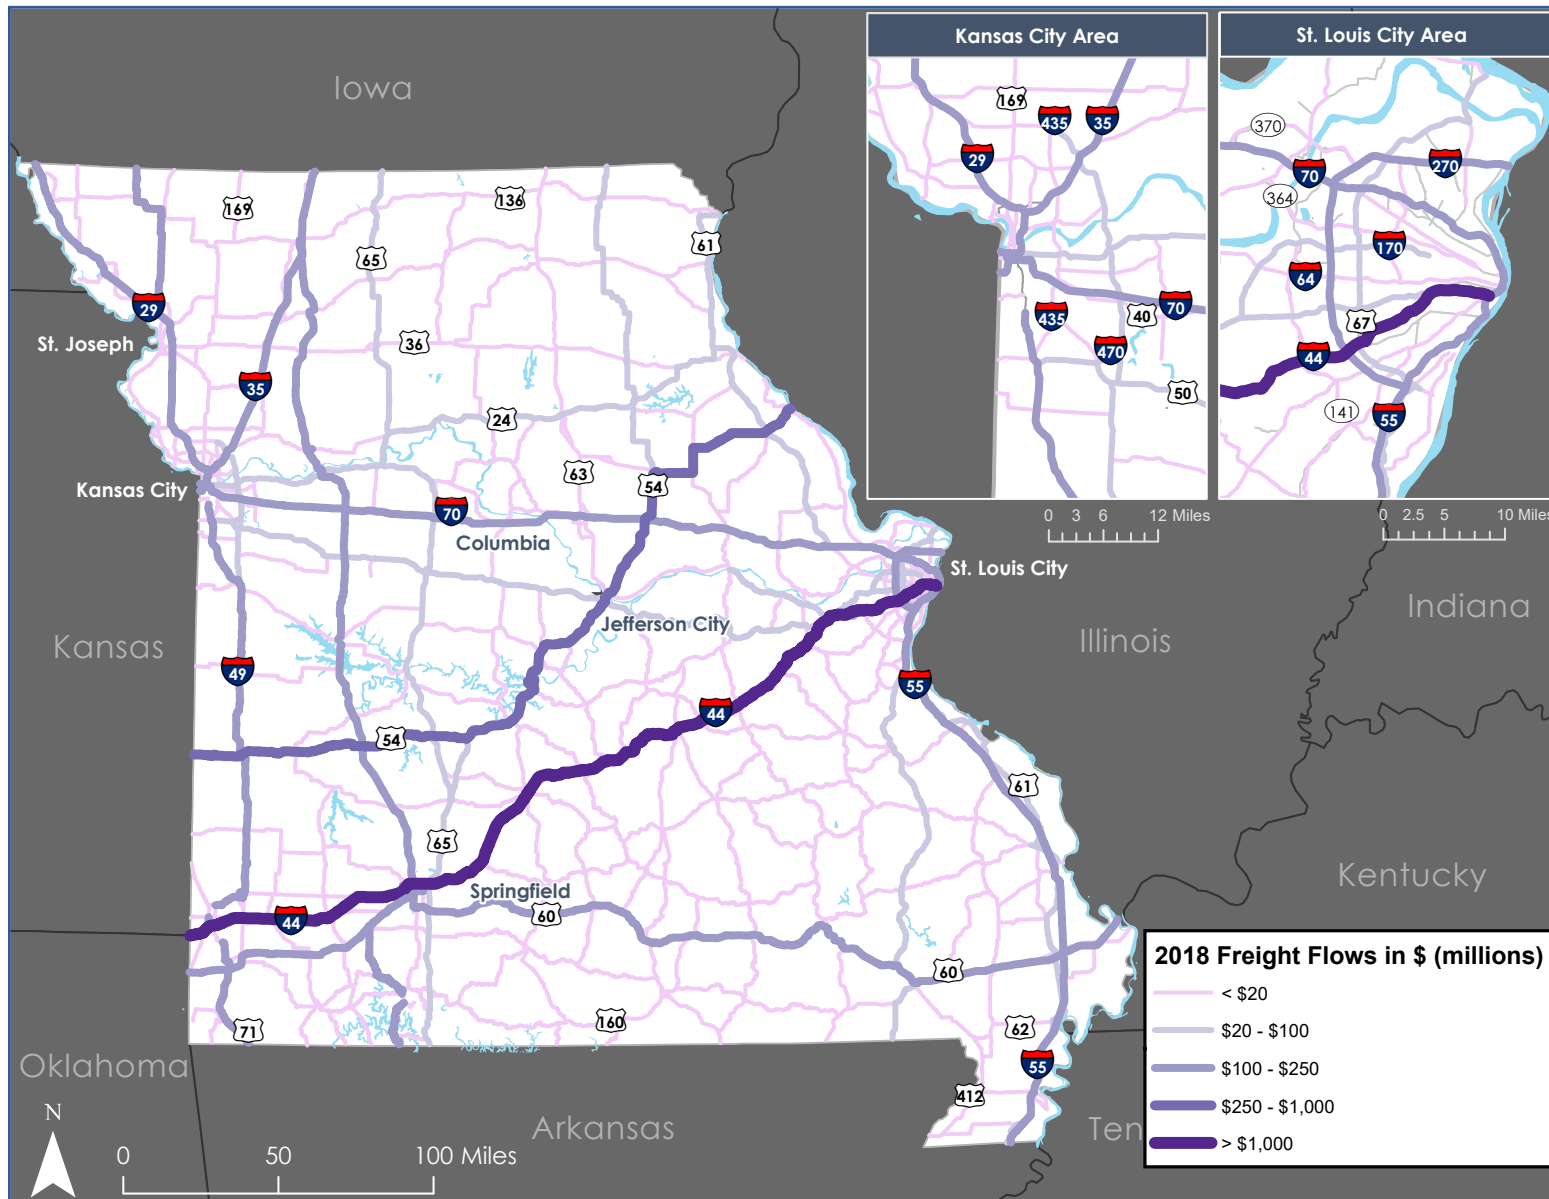 Kansas City Area
St. Louis City Area
Iowa
169
435
35
29
435
40
70
470
50
370
70
270
364
170
64
67
44
141
55
0 3 6 12 Miles
0 2.5 5 10 Miles
169
136
65
61
29
St. Joseph
36
35
24
63
54
Kansas City
70
Columbia
St. Louis City
Jefferson City
Indiana
Illinois
Kansas
49
55
44
54
61
65
Kentucky
Springfield
60
44
60
71
160
62
55
412
Oklahoma
Arkansas
Ten
N
0 50 100 Miles
2018 Freight Flows in $ (millions)
< $20
$20 - $100
$100 - $250
$250 - $1,000
> $1,000